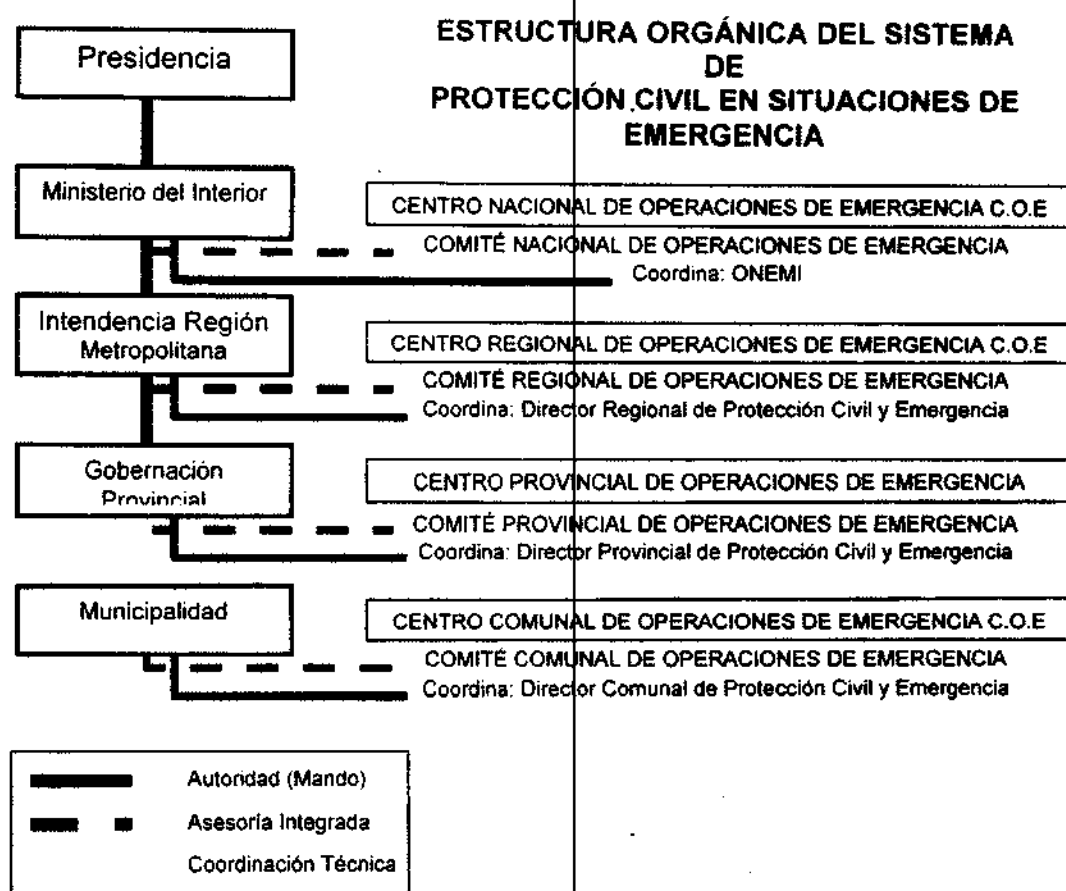 ESTRUCTURA ORGÁNICA DEL SISTEMA
DE
PROTECCIÓN CIVIL EN SITUACIONES DE
EMERGENCIA
Presidencia
Ministerio del Interior
CENTRO NACIONAL DE OPERACIONES DE EMERGENCIA C.O.E
COMITÉ NACIONAL DE OPERACIONES DE EMERGENCIA
Coordina: ONEMI
Intendencia Región
Metropolitana
CENTRO REGIONAL DE OPERACIONES DE EMERGENCIA C.O.E
COMITÉ REGIONAL DE OPERACIONES DE EMERGENCIA
Coordina: Director Regional de Protección Civil y Emergencia
Gobernación
Provincial
CENTRO PROVINCIAL DE OPERACIONES DE EMERGENCIA
COMITÉ PROVINCIAL DE OPERACIONES DE EMERGENCIA
Coordina: Director Provincial de Protección Civil y Emergencia
Municipalidad
CENTRO COMUNAL DE OPERACIONES DE EMERGENCIA C.O.E
COMITÉ COMUNAL DE OPERACIONES DE EMERGENCIA
Coordina: Director Comunal de Protección Civil y Emergencia
Autoridad (Mando)
Asesoría Integrada
Coordinación Técnica